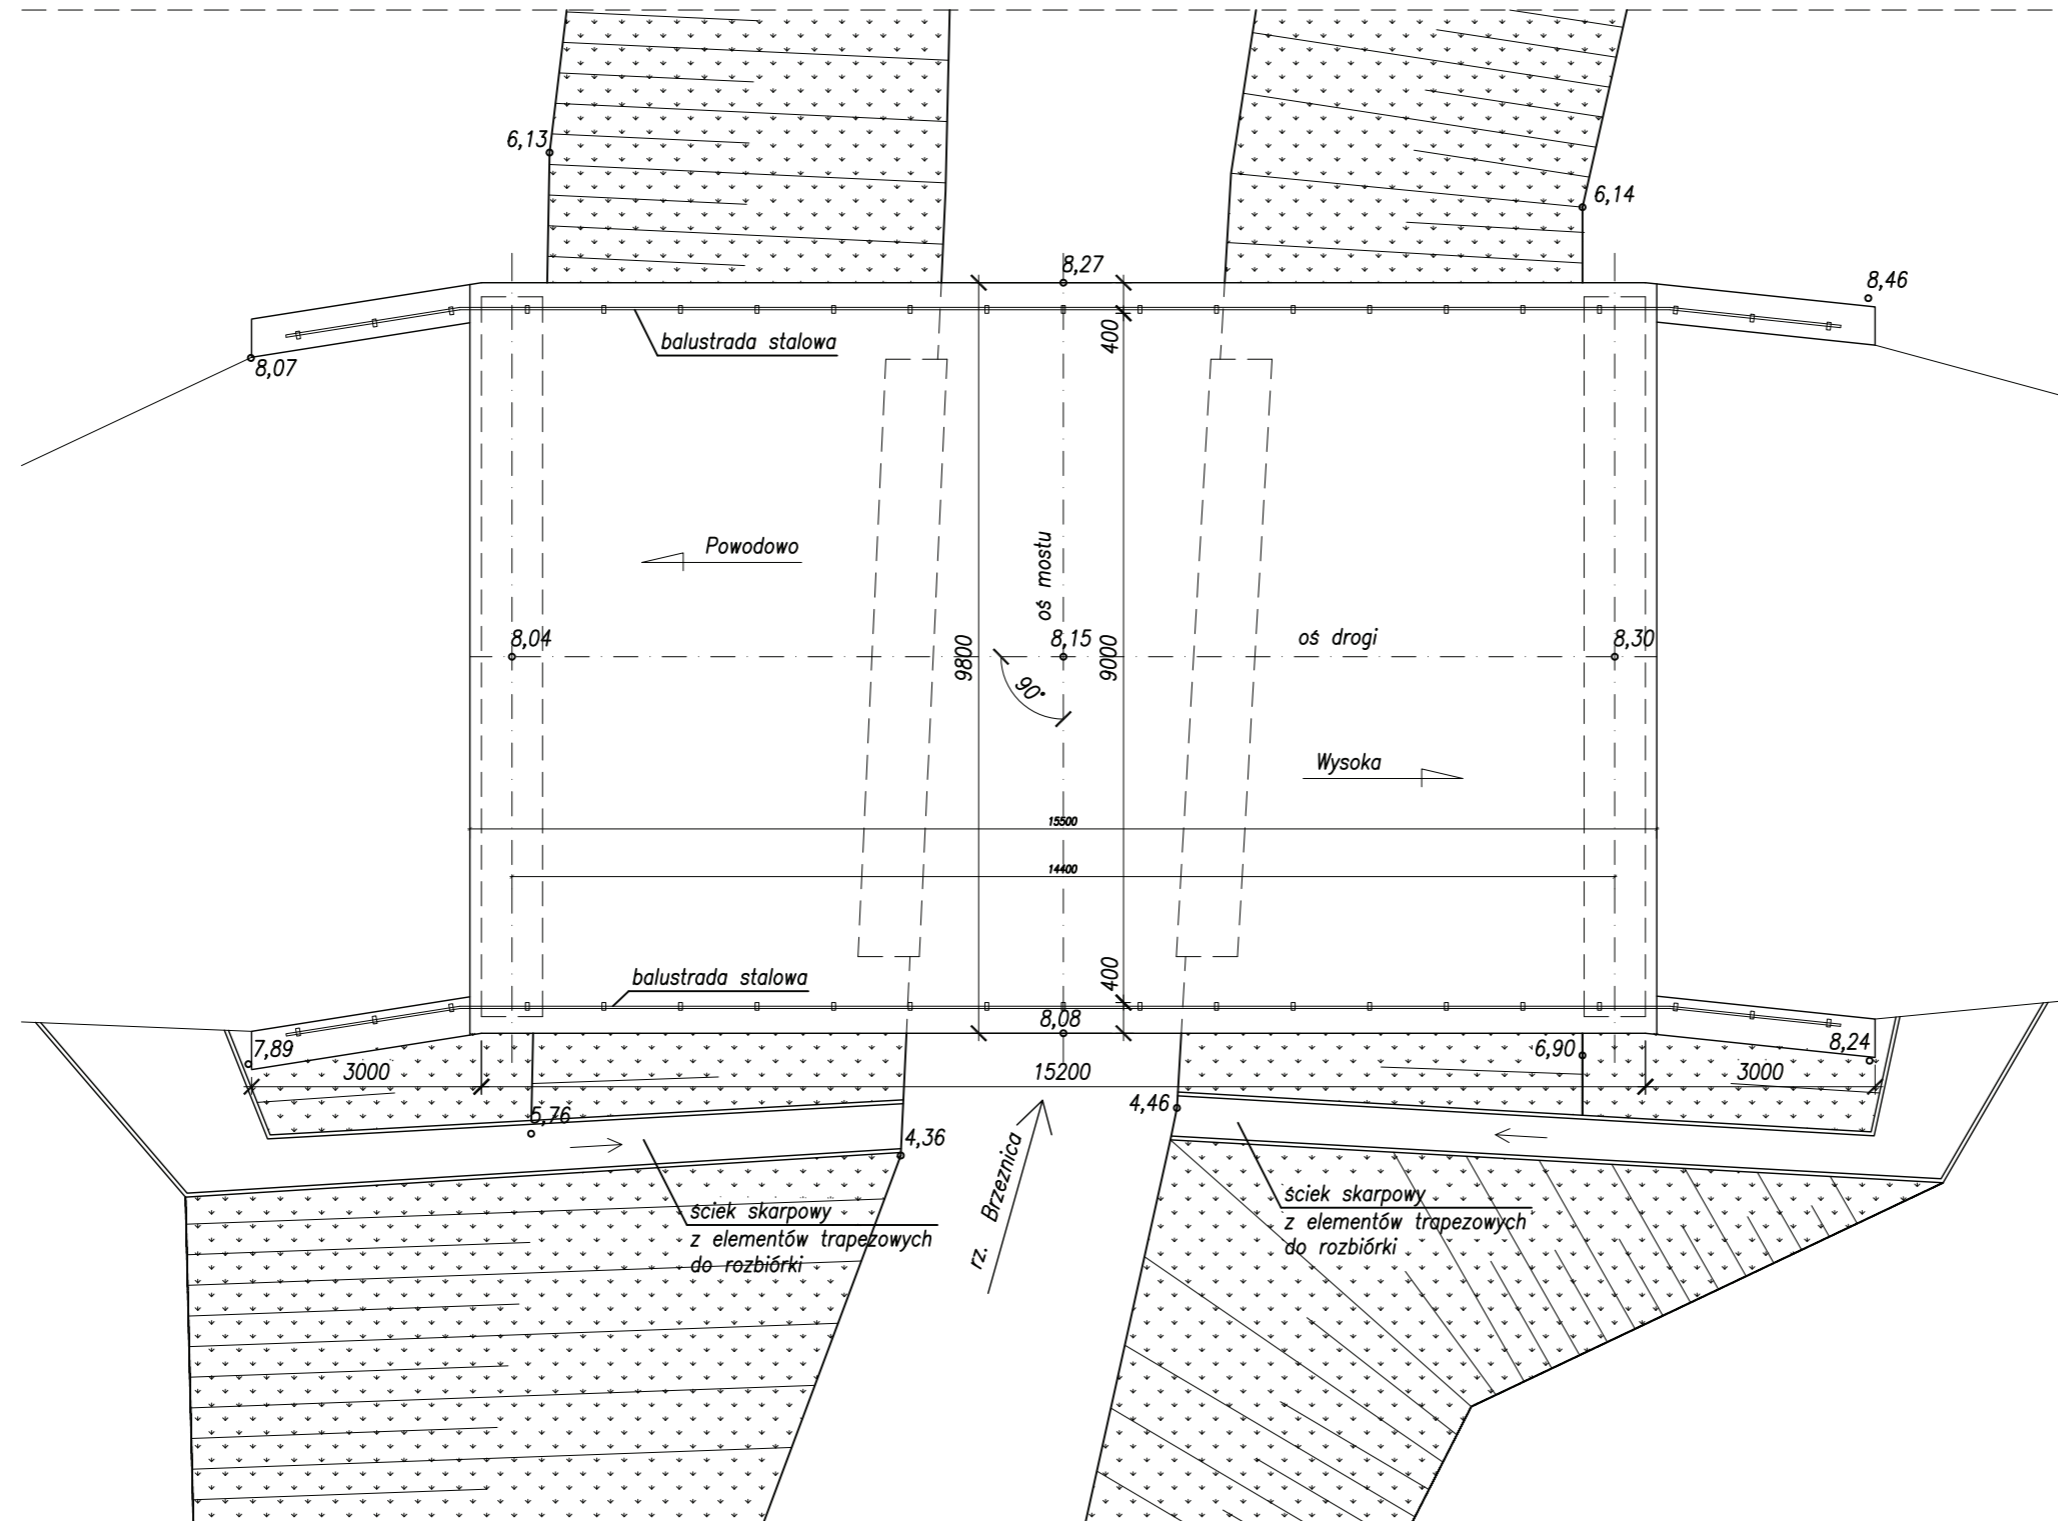 6,13
6,14
8,27
8,46
400
balustrada stalowa
8,07
Powodowo
oś mostu
8,04
8,15
9800
9000
oś drogi
8,30
90°
Wysoka
15500
14400
balustrada stalowa
400
8,08
7,89
3000
15200
6,90
8,24
3000
5,76
4,46
4,36
rz. Brzeznica
ściek skarpowy
z elementów trapezowych
do rozbiórki
ściek skarpowy
z elementów trapezowych
do rozbiórki